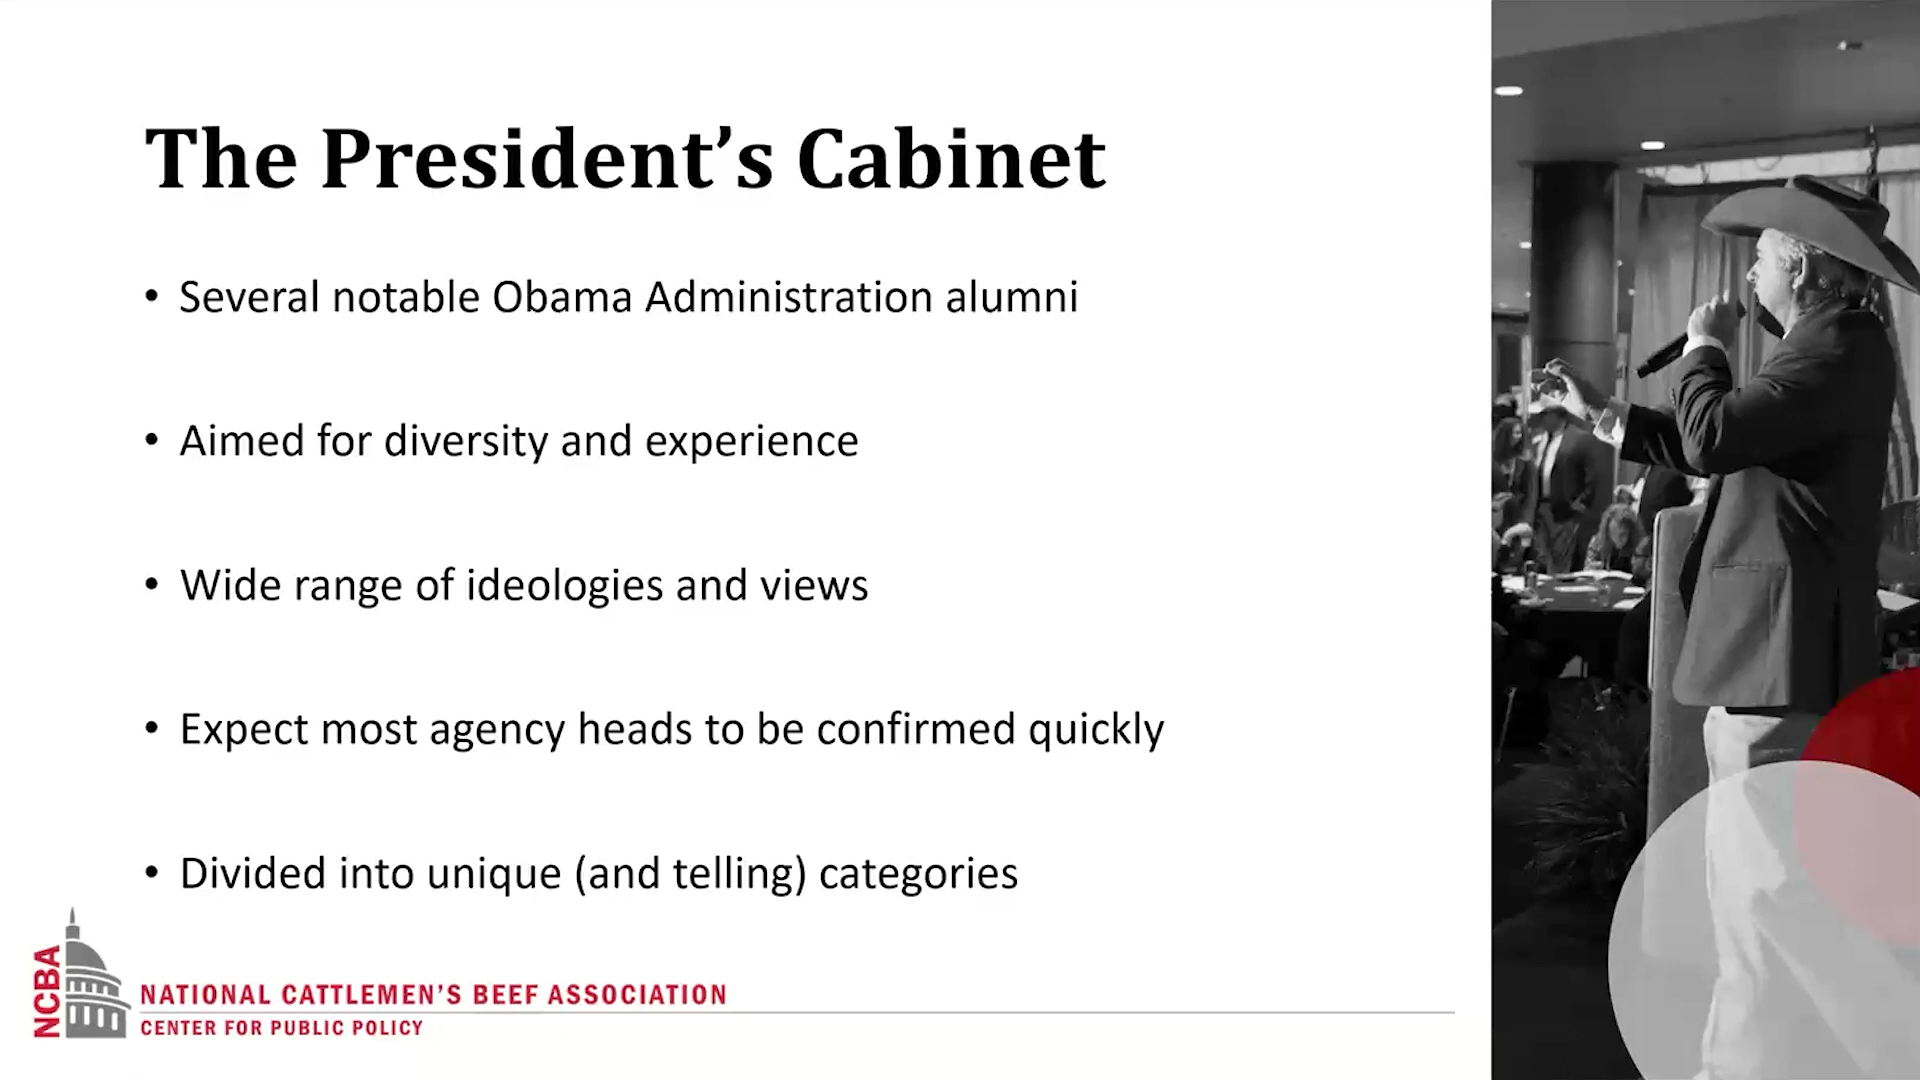 The President’s Cabinet
• Several notable Obama Administration alumni
• Aimed for diversity and experience
• Wide range of ideologies and views
• Expect most agency heads to be confirmed quickly
• Divided into unique (and telling) categories
NCBA
NATIONAL CATTLEMEN’S BEEF ASSOCIATION
CENTER FOR PUBLIC POLICY